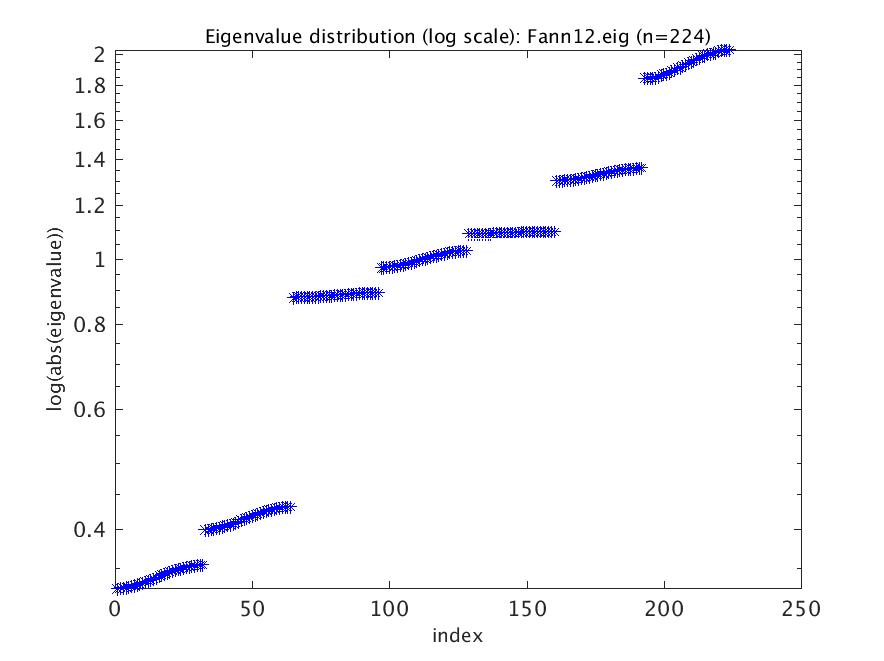 Eigenvalue distribution (log scale): Fann12.eig (n=224)
2
1.8
1.6
1.4
1.2
1
0.8
0.6
0.4
log(abs(eigenvalue))
0 50 100 150 200 250
index